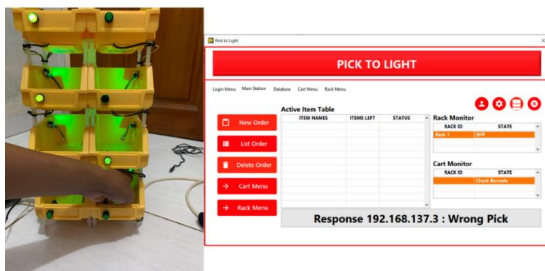 Pick to Light
PICK TO LIGHT
Login Menu Main Station Database Cart Menu Rack Menu
Active Item Table
ITEM NAMES ITEMS LEFT STATUS
New Order
List Order
Delete Order
Cart Menu
Rack Menu
Rack Monitor
RACK ID STATE
Rack 1 WIP
Cart Monitor
RACK ID STATE
Check Barcode
Response 192.168.137.3 : Wrong Pick